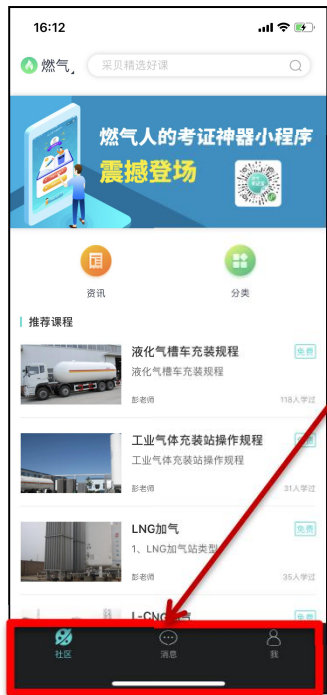 16:12
燃气
采贝精选好课
燃气人的考证神器小程序
震撼登场
资讯
分类
推荐课程
液化气槽车充装规程
免费
液化气槽车充装规程
彭老师
118人学过
工业气体充装站操作规程
工业气体充装站操作规程
彭老师
31人学过
LNG加气
免费
1、LNG加气站类型
彭老师
35人学过
社区
消息
我